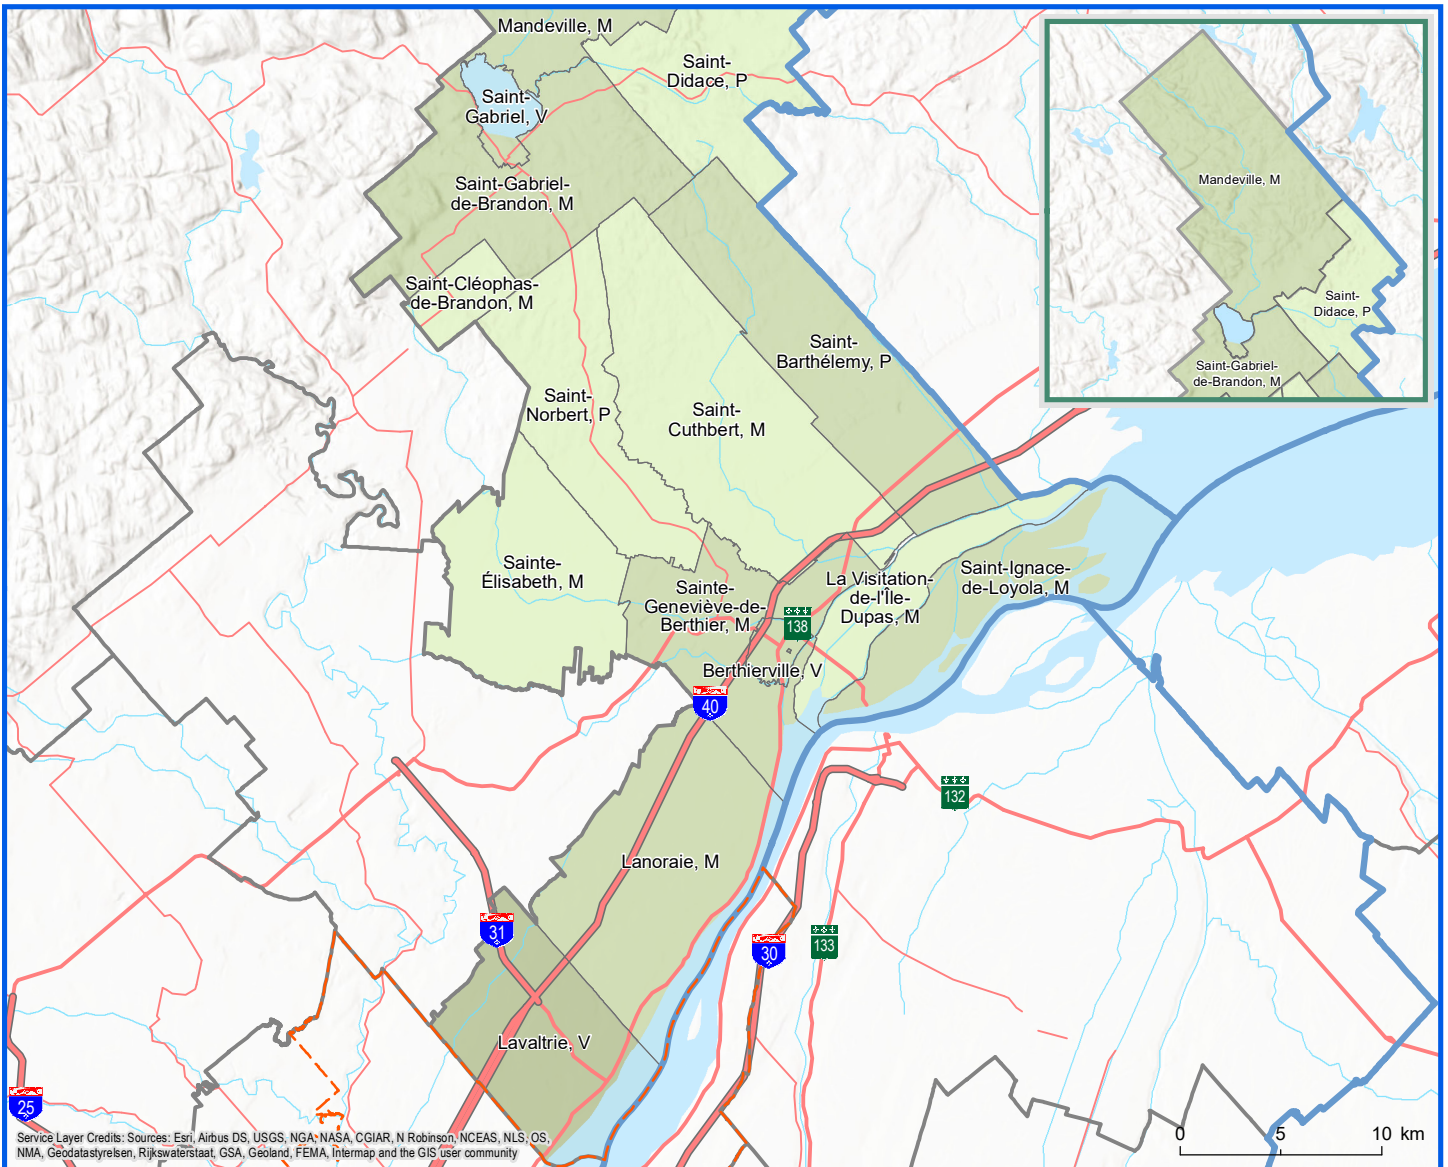 Mandeville, M
Saint-
Didace, P
Saint-
Gabriel, V
Saint-Gabriel-
de-Brandon, M
Saint-Cléophas-
de-Brandon, M
Saint-
Barthélemy, P
Saint-
Norbert, P
Saint-
Cuthbert, M
Sainte-
Élisabeth, M
Sainte-
Geneviève-de-
Berthier, M
La Visitation-
de-l'Île-
Dupas, M
Saint-Ignace-
de-Loyola, M
138
Berthierville, V
40
132
Lanoraie, M
31
30
133
Lavaltrie, V
25
Mandeville, M
Saint-
Didace, P
Saint-Gabriel-
de-Brandon, M
0 5 10 km
Service Layer Credits: Sources: Esri, Airbus DS, USGS, NGA, NASA, CGIAR, N Robinson, NCEAS, NLS, OS,
NMA, Geodatastyrelsen, Rijkswaterstaat, GSA, Geoland, FEMA, Intermap and the GIS user community